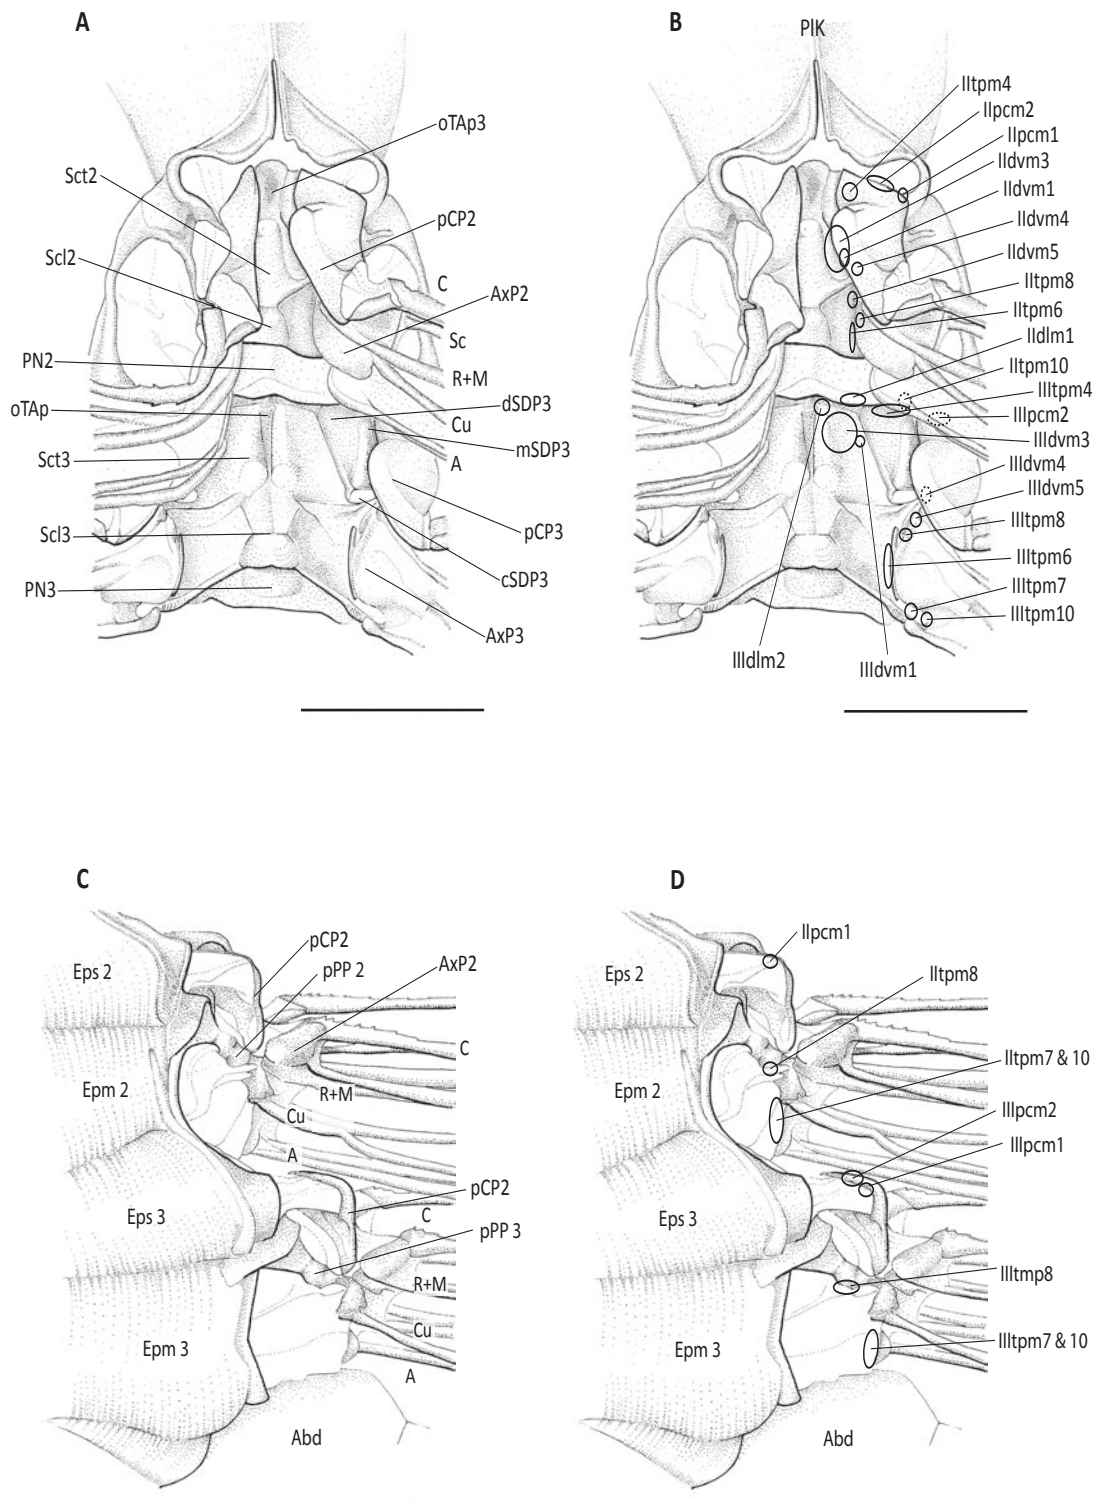 A
oTAp3
Sct2
pCP2
Scl2
C
AxP2
Sc
PN2
R+M
dSDP3
oTAp
Cu
mSDP3
Sct3
A
pCP3
Scl3
cSDP3
PN3
AxP3
B
PlK
IItpm4
IIpcm2
IIpcm1
IIdvm3
IIdvm1
IIdvm4
IIdvm5
IItpm8
IItpm6
IIdlm1
IItpm10
IIItpm4
IIIpcm2
IIIdvm3
IIIdvm4
IIIdvm5
IIItpm8
IIItpm6
IIItpm7
IIItpm10
IIIdlm2
IIIdvm1
C
pCP2
pPP 2
AxP2
Eps 2
C
Epm 2
R+M
Cu
A
pCP2
Eps 3
C
pPP 3
R+M
Cu
Epm 3
A
Abd
D
IIpcm1
Eps 2
IItpm8
IItpm7 & 10
Epm 2
IIIpcm2
IIIpcm1
Eps 3
IIItmp8
IIItpm7 & 10
Epm 3
Abd